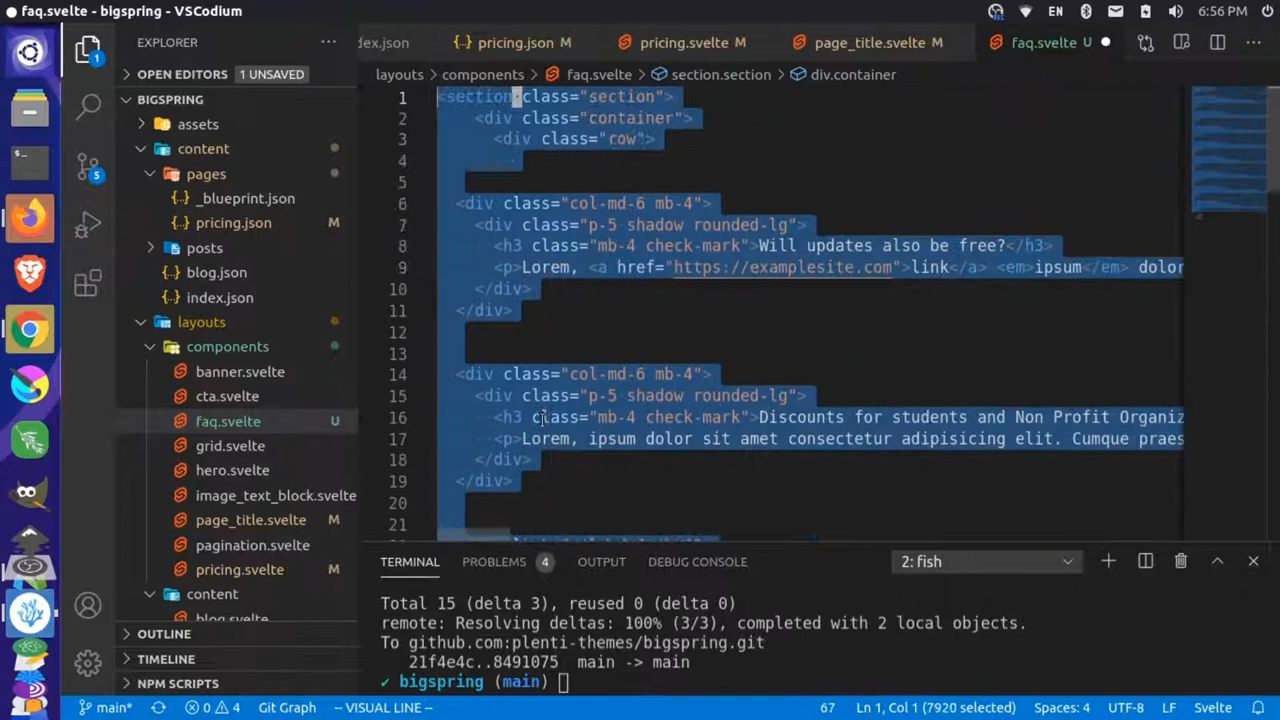 faq.svelte - bigspring - VSCodium
EN
6:56 PM
EXPLORER
dex.json
pricing.json M
pricing.svelte M
page_title.svelte M
faq.svelte U
OPEN EDITORS 1 UNSAVED
layouts > components > faq.svelte > section.section > div.container
BIGSPRING
assets
content
pages
_blueprint.json
pricing.json M
posts
blog.json
index.json
layouts
components
banner.svelte
cta.svelte
faq.svelte U
grid.svelte
hero.svelte
image_text_block.svelte
page_title.svelte M
pagination.svelte
pricing.svelte M
content
blog.svelte
OUTLINE
TIMELINE
NPM SCRIPTS
1
5
1 <section class="section">
2 <div class="container">
3 <div class="row">
4
5
6 <div class="col-md-6 mb-4">
7 <div class="p-5 shadow rounded-lg">
8 <h3 class="mb-4 check-mark">Will updates also be free?</h3>
9 <p>Lorem, <a href="https://examplesite.com">link</a> <em>ipsum</em> dolor
10 </div>
11 </div>
12
13
14 <div class="col-md-6 mb-4">
15 <div class="p-5 shadow rounded-lg">
16 <h3 class="mb-4 check-mark">Discounts for students and Non Profit Organiz
17 <p>Lorem, ipsum dolor sit amet consectetur adipisicing elit. Cumque praes
18 </div>
19 </div>
20
21
TERMINAL PROBLEMS 4 OUTPUT DEBUG CONSOLE 2: fish
Total 15 (delta 3), reused 0 (delta 0)
remote: Resolving deltas: 100% (3/3), completed with 2 local objects.
To github.com:plenti-themes/bigspring.git
21f4e4c..8491075 main -> main
✓ bigspring (main)
main* 0 4 Git Graph -- VISUAL LINE -- 67 Ln 1, Col 1 (7920 selected) Spaces: 4 UTF-8 LF Svelte